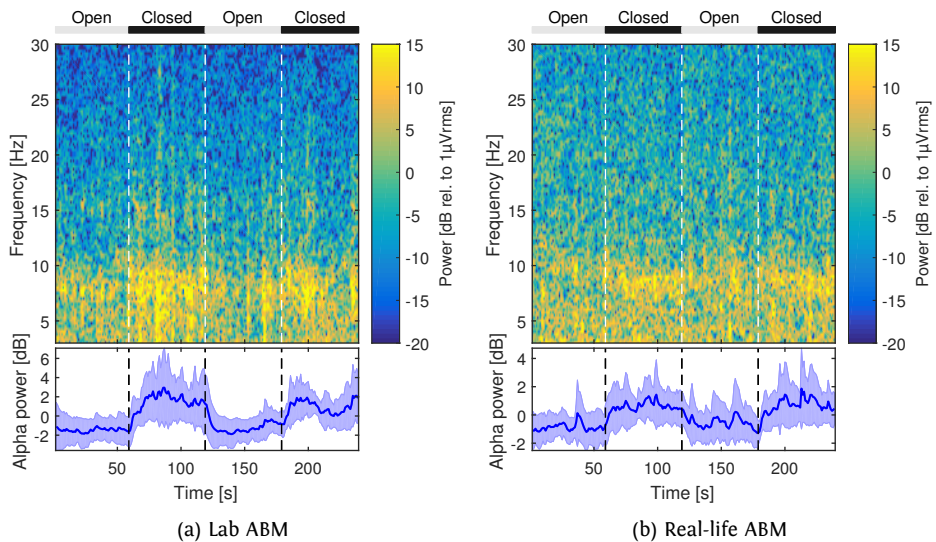 Open Closed Open Closed
30
25
20
15
10
5
Frequency [Hz]
15
10
5
0
-5
-10
-15
-20
Power [dB rel. to 1µVrms]
6
4
2
0
-2
Alpha power [dB]
50 100 150 200
Time [s]
(a) Lab ABM
Open Closed Open Closed
30
25
20
15
10
5
Frequency [Hz]
15
10
5
0
-5
-10
-15
-20
Power [dB rel. to 1µVrms]
4
2
0
-2
Alpha power [dB]
50 100 150 200
Time [s]
(b) Real-life ABM